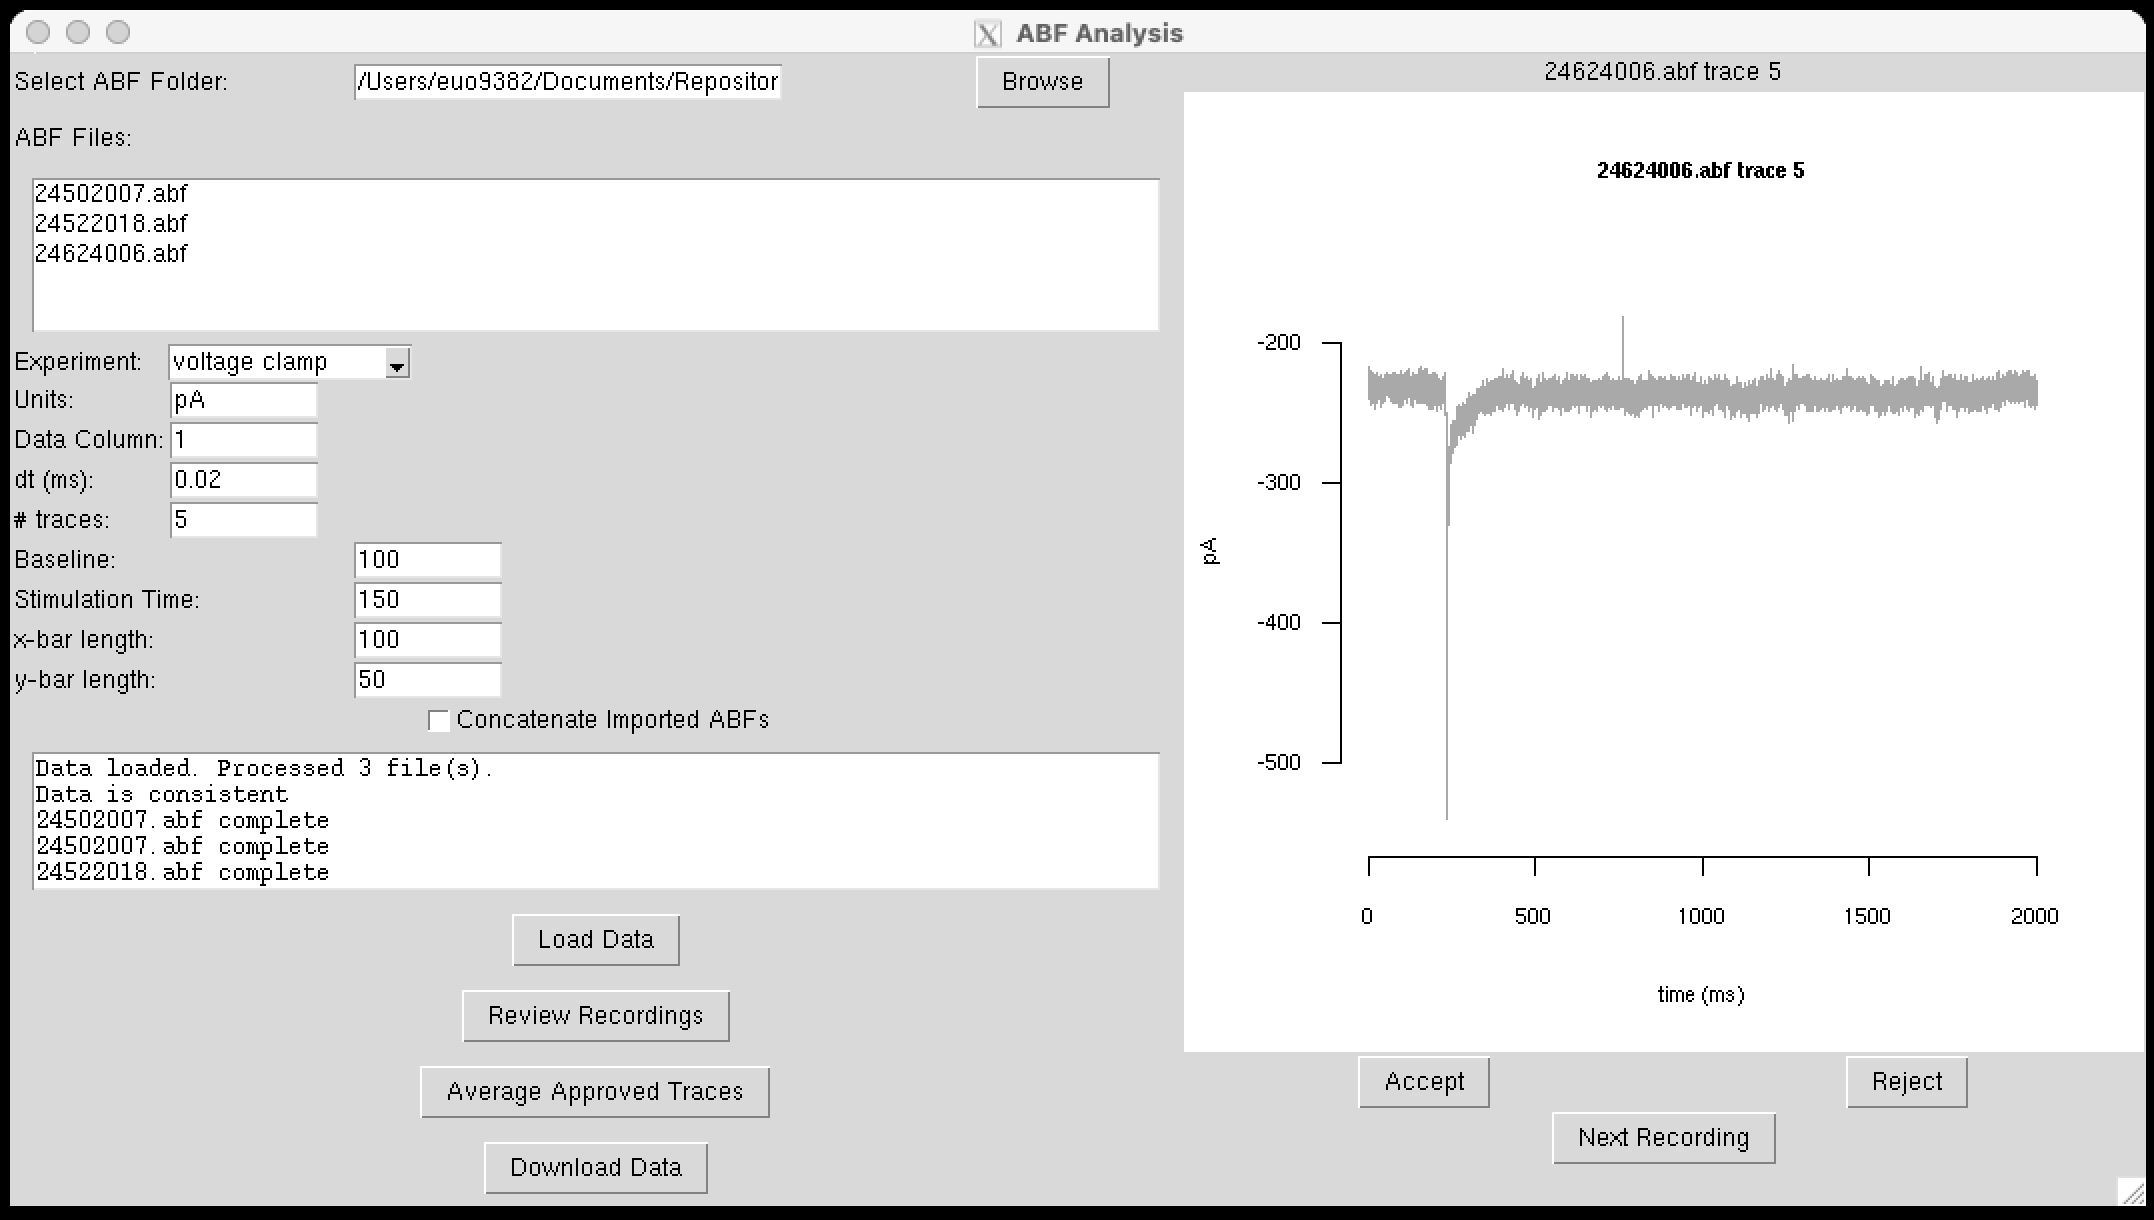 ABF Analysis
Select ABF Folder: /Users/euo9382/Documents/Repositor Browse
ABF Files:
24502007.abf
24522018.abf
24624006.abf
Experiment: voltage clamp
Units: pA
Data Column: 1
dt (ms): 0.02
# traces: 5
Baseline: 100
Stimulation Time: 150
x-bar length: 100
y-bar length: 50
Concatenate Imported ABFs
Data loaded. Processed 3 file(s).
Data is consistent
24502007.abf complete
24502007.abf complete
24522018.abf complete
Load Data
Review Recordings
Average Approved Traces
Download Data
24624006.abf trace 5
24624006.abf trace 5
-200
-300
-400
-500
pA
0 500 1000 1500 2000
time (ms)
Accept Reject
Next Recording